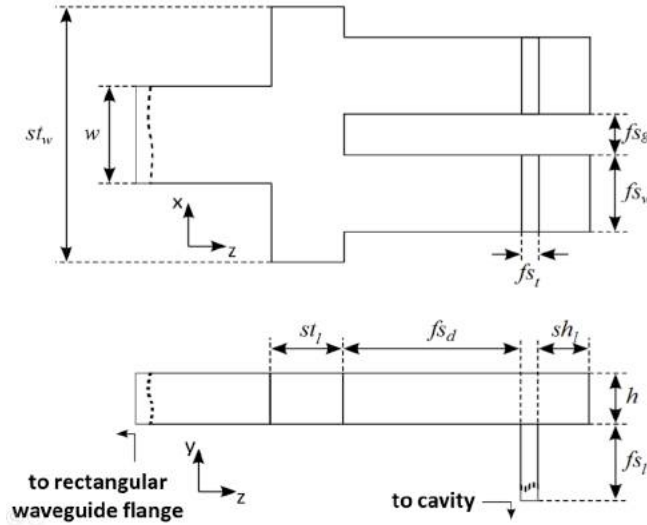 st_w
w
x
z
fs_g
fs_w
fs_t
st_l
fs_d
sh_l
h
fs_l
y
z
to rectangular
waveguide flange
to cavity